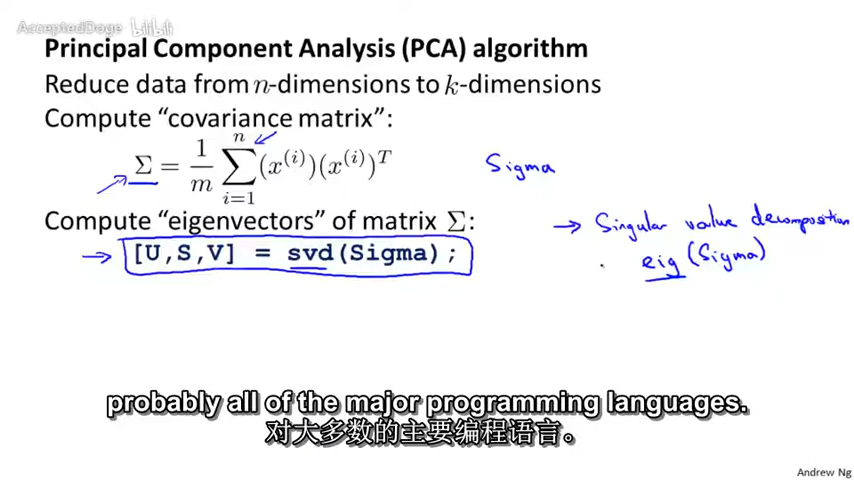 AcceptedDoge bilibili
Principal Component Analysis (PCA) algorithm
Reduce data from n-dimensions to k-dimensions
Compute “covariance matrix”:
Σ = \frac{1}{m} \sum_{i=1}^{n} (x^{(i)})(x^{(i)})^T Sigma
Compute “eigenvectors” of matrix Σ:
→ Singular value decomposition
→ [U,S,V] = svd(Sigma);
eig (Sigma)
probably all of the major programming languages.
对大多数的主要编程语言。
Andrew Ng